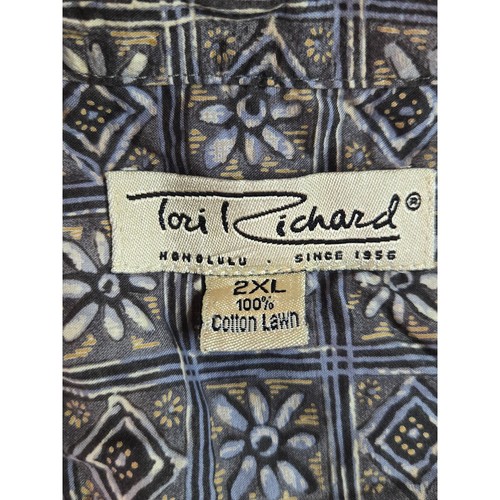 Tori Richard®
HONOLULU · SINCE 1956
2XL
100%
Cotton Lawn